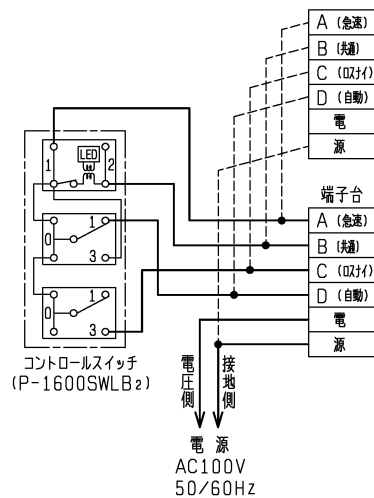 A (急速)
B (共通)
C (ロスナイ)
D (自動)
電
源
端子台
A (急速)
B (共通)
C (ロスナイ)
D (自動)
電
源
LED
1
2
1
0
3
1
0
3
コントロールスイッチ
(P-1600SWLB2)
電圧側
接地側
電 源
AC100V
50/60Hz